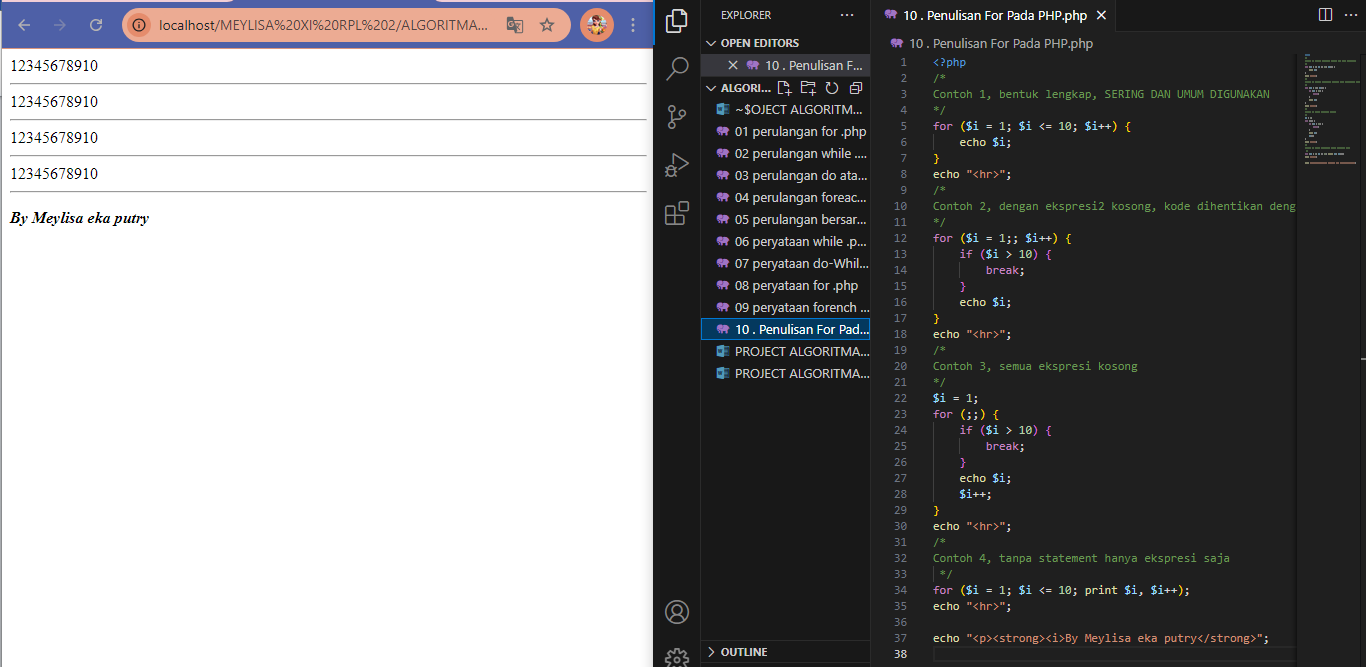 localhost/MEYLISA%20XI%20RPL%202/ALGORITMA...
12345678910
12345678910
12345678910
12345678910
By Meylisa eka putry
EXPLORER
OPEN EDITORS
10 . Penulisan F...
ALGORI...
~$OJECT ALGORITM...
01 perulangan for .php
02 perulangan while ....
03 perulangan do ata...
04 perulangan foreac...
05 perulangan bersar...
06 peryataan while .p...
07 peryataan do-Whil...
08 peryataan for .php
09 peryataan forench ...
10 . Penulisan For Pad...
PROJECT ALGORITMA...
PROJECT ALGORITMA...
OUTLINE
10 . Penulisan For Pada PHP.php
10 . Penulisan For Pada PHP.php
1 <?php
2 /*
3 Contoh 1, bentuk lengkap, SERING DAN UMUM DIGUNAKAN
4 */
5 for ($i = 1; $i <= 10; $i++) {
6 echo $i;
7 }
8 echo "<hr>";
9 /*
10 Contoh 2, dengan ekspresi2 kosong, kode dihentikan deng
11 */
12 for ($i = 1;; $i++) {
13 if ($i > 10) {
14 break;
15 }
16 echo $i;
17 }
18 echo "<hr>";
19 /*
20 Contoh 3, semua ekspresi kosong
21 */
22 $i = 1;
23 for (;;) {
24 if ($i > 10) {
25 break;
26 }
27 echo $i;
28 $i++;
29 }
30 echo "<hr>";
31 /*
32 Contoh 4, tanpa statement hanya ekspresi saja
33 */
34 for ($i = 1; $i <= 10; print $i, $i++);
35 echo "<hr>";
36
37 echo "<p><strong><i>By Meylisa eka putry</strong>";
38